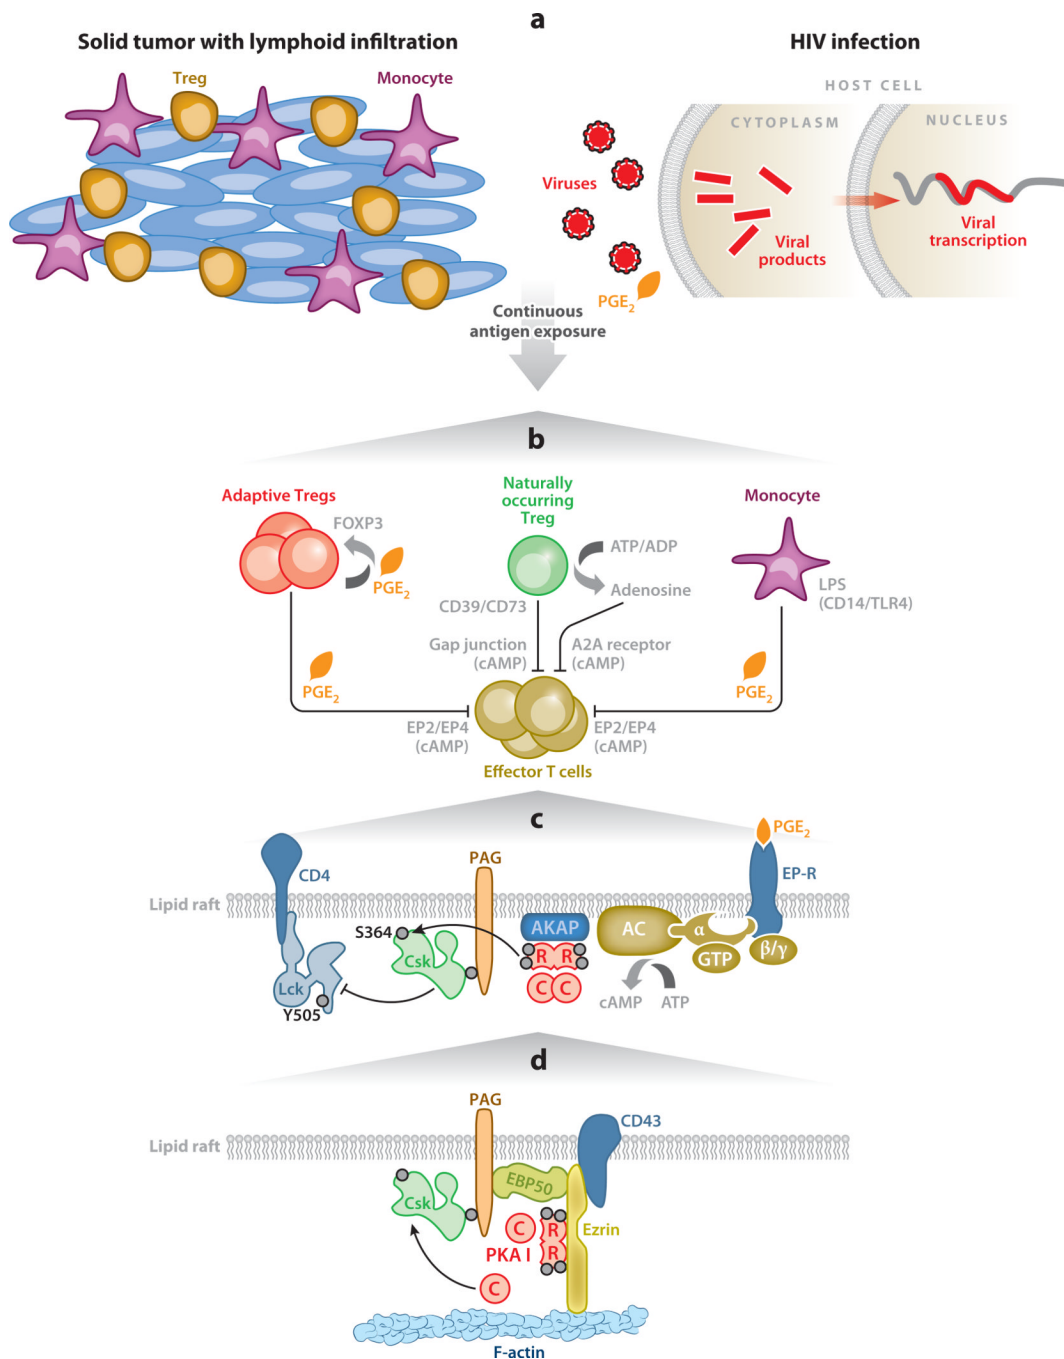 a
Solid tumor with lymphoid infiltration
HIV infection
Treg
Monocyte
HOST CELL
CYTOPLASM
NUCLEUS
Viruses
Viral
products
Viral
transcription
PGE2
Continuous
antigen exposure
b
Adaptive Tregs
Naturally
occurring
Treg
Monocyte
FOXP3
PGE2
ATP/ADP
Adenosine
LPS
(CD14/TLR4)
CD39/CD73
Gap junction
(cAMP)
A2A receptor
(cAMP)
PGE2
PGE2
EP2/EP4
(cAMP)
EP2/EP4
(cAMP)
Effector T cells
c
PGE2
CD4
PAG
EP-R
Lipid raft
S364
Csk
AKAP
R
R
C
C
AC
α
GTP
β/γ
Lck
Y505
cAMP
ATP
d
PAG
CD43
Lipid raft
Csk
EBP50
C
R
Ezrin
PKA I
R
C
F-actin